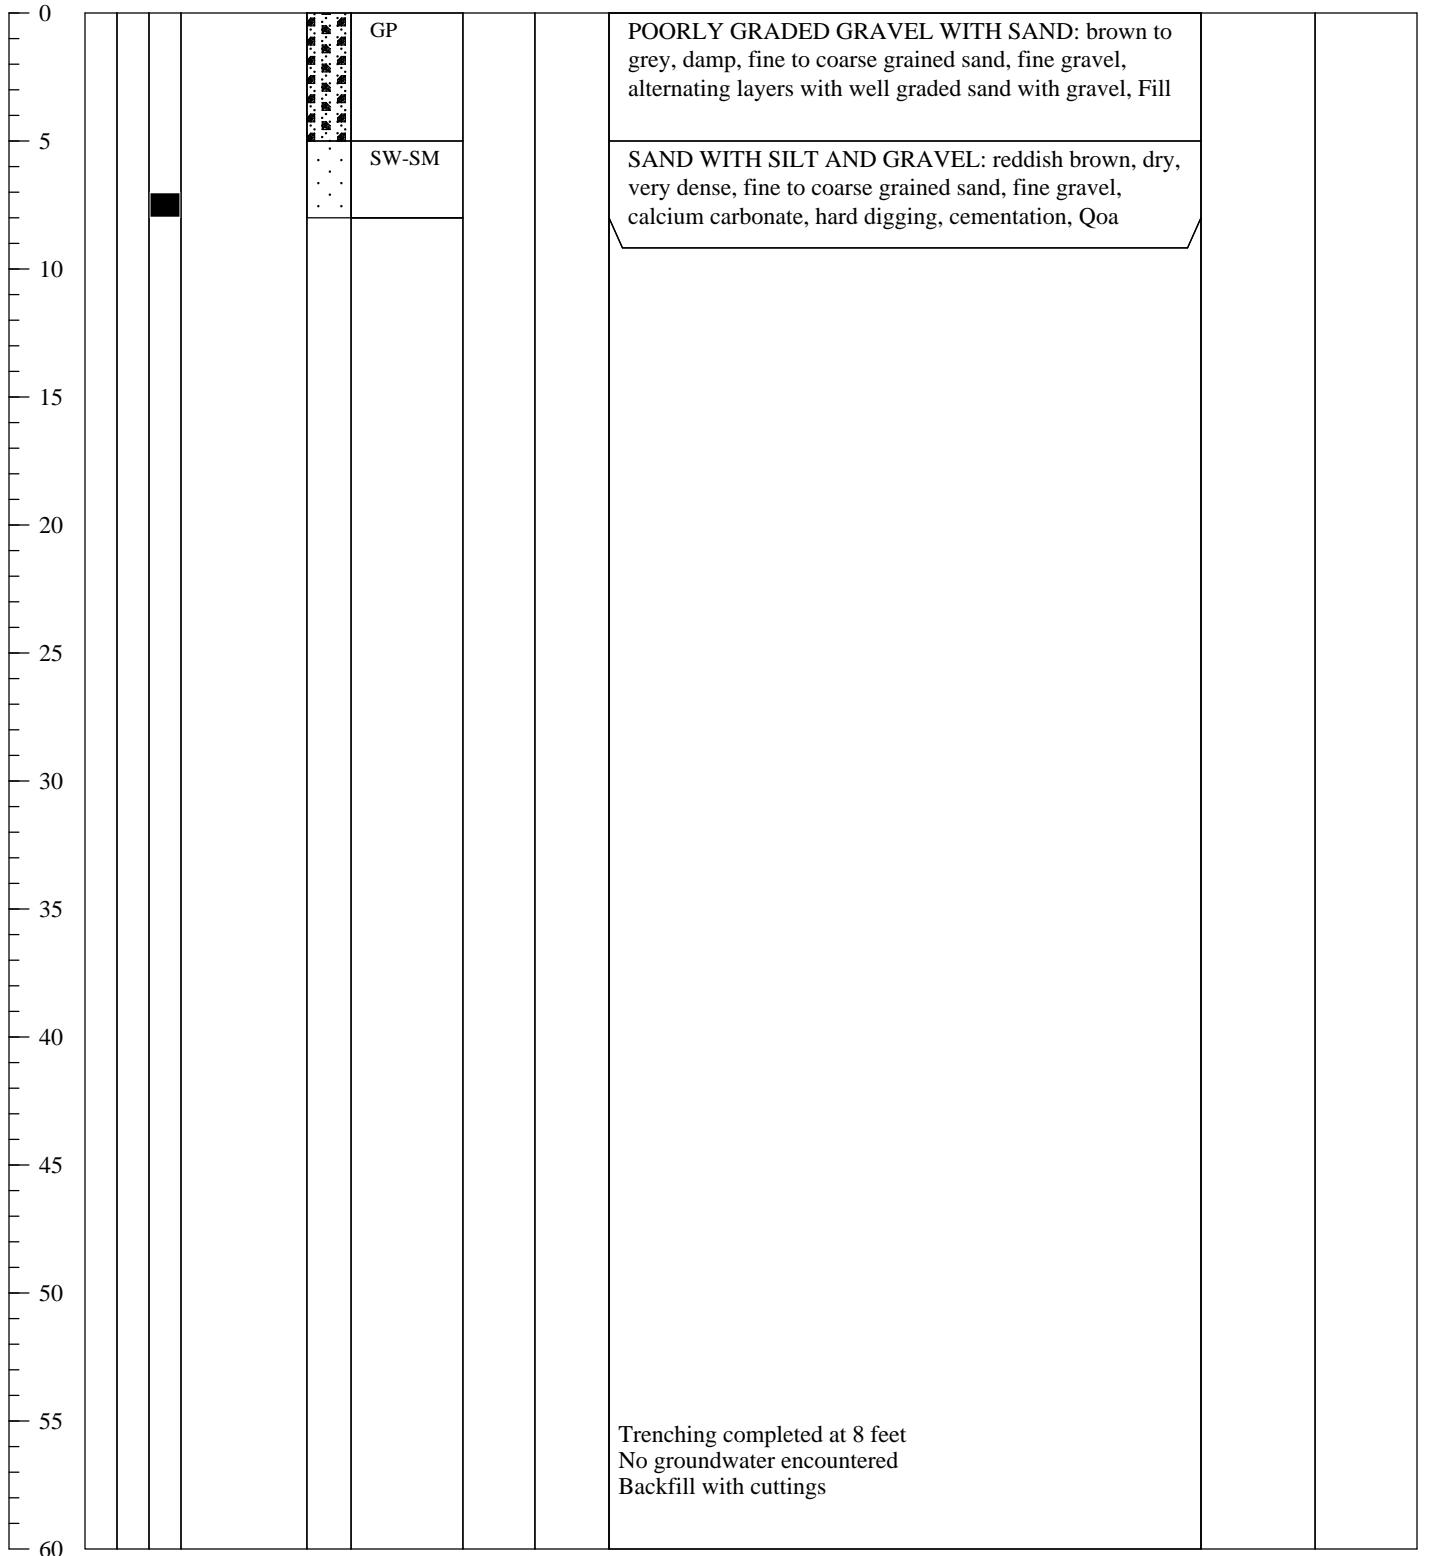 0
GP
POORLY GRADED GRAVEL WITH SAND: brown to
grey, damp, fine to coarse grained sand, fine gravel,
alternating layers with well graded sand with gravel, Fill
5
SW-SM
SAND WITH SILT AND GRAVEL: reddish brown, dry,
very dense, fine to coarse grained sand, fine gravel,
calcium carbonate, hard digging, cementation, Qoa
10
15
20
25
30
35
40
45
50
55
Trenching completed at 8 feet
No groundwater encountered
Backfill with cuttings
60